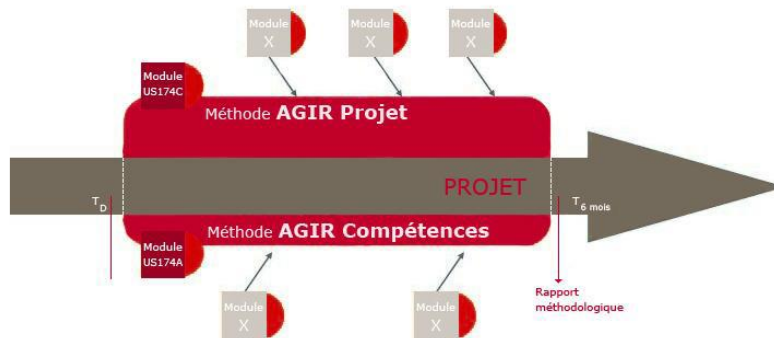 Module
X
Module
X
Module
X
Module
US174C
Méthode AGIR Projet
PROJET
T D
T 6 mois
Méthode AGIR Compétences
Module
US174A
Module
X
Module
X
Rapport
méthodologique